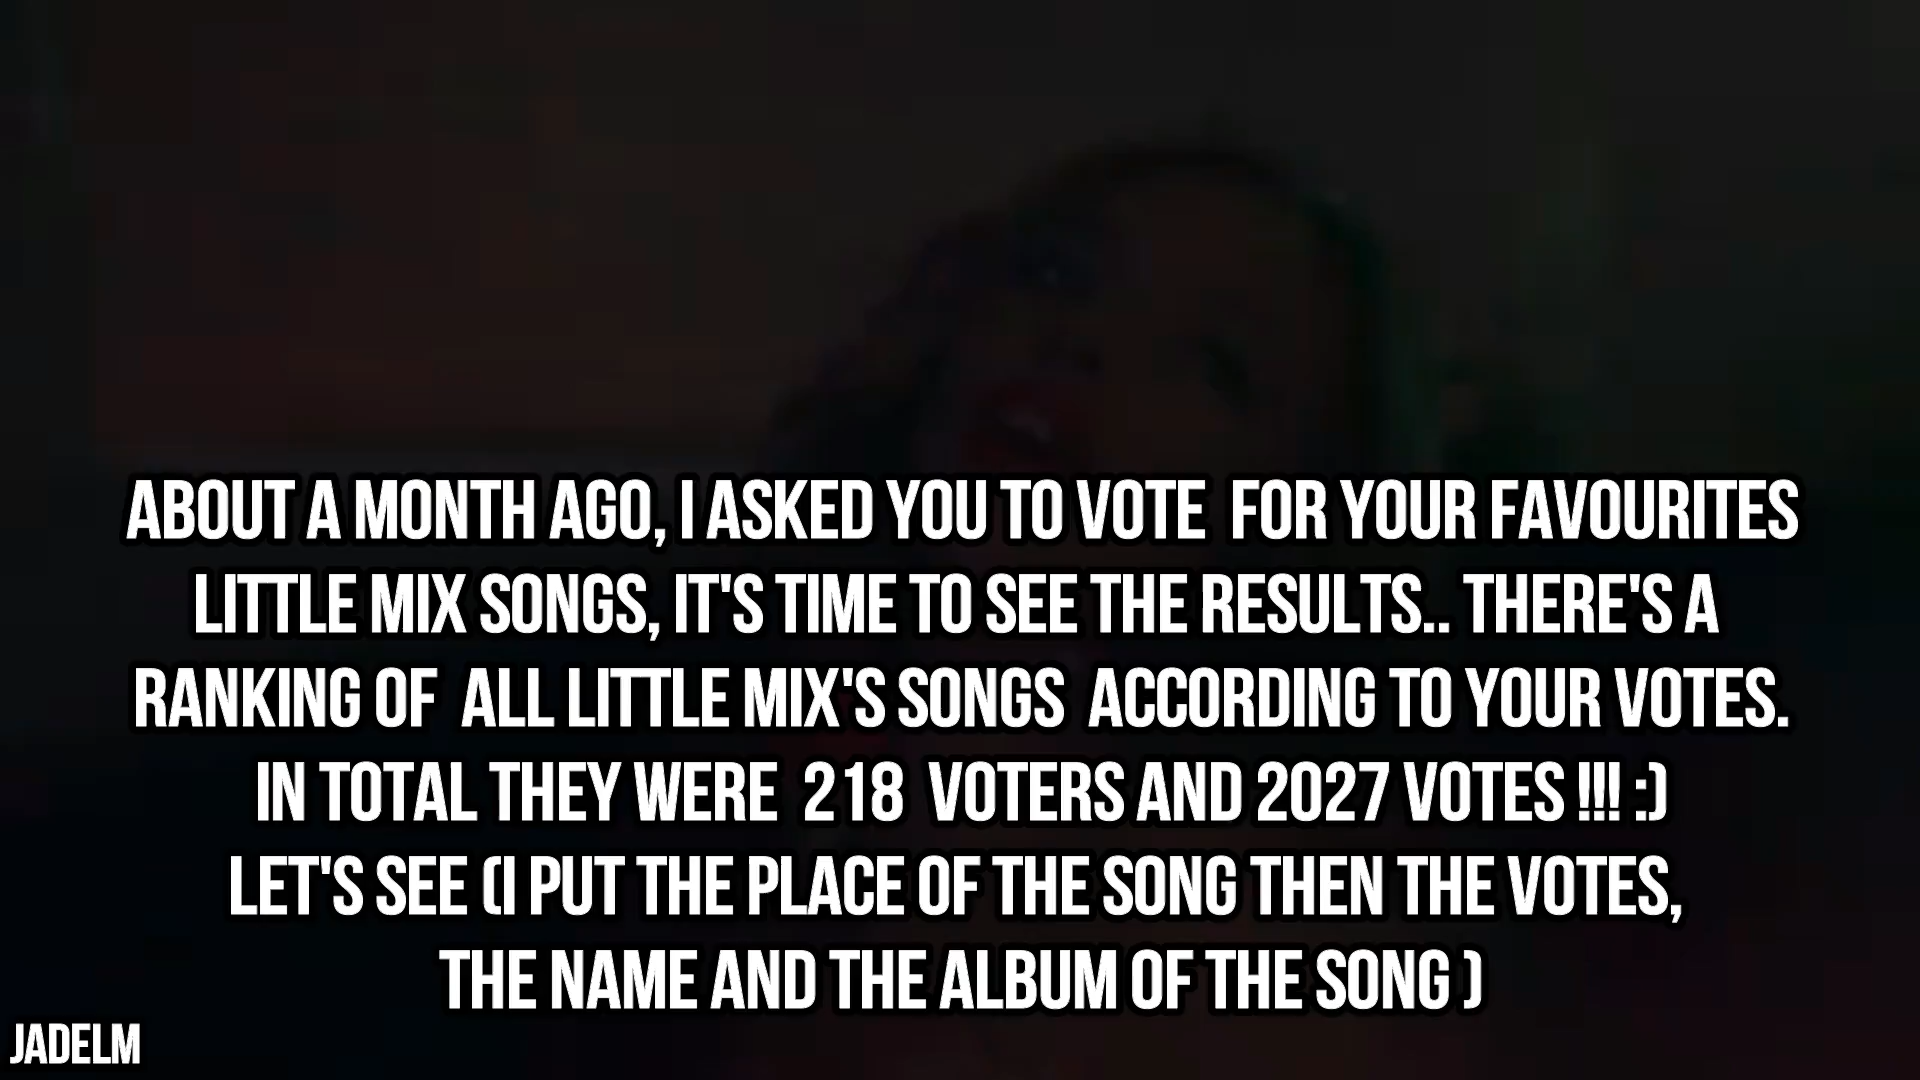 ABOUT A MONTH AGO, I ASKED YOU TO VOTE FOR YOUR FAVOURITES
LITTLE MIX SONGS, IT'S TIME TO SEE THE RESULTS.. THERE'S A
RANKING OF ALL LITTLE MIX'S SONGS ACCORDING TO YOUR VOTES.
IN TOTAL THEY WERE 218 VOTERS AND 2027 VOTES !!! :)
LET'S SEE (I PUT THE PLACE OF THE SONG THEN THE VOTES,
THE NAME AND THE ALBUM OF THE SONG )
JADELM